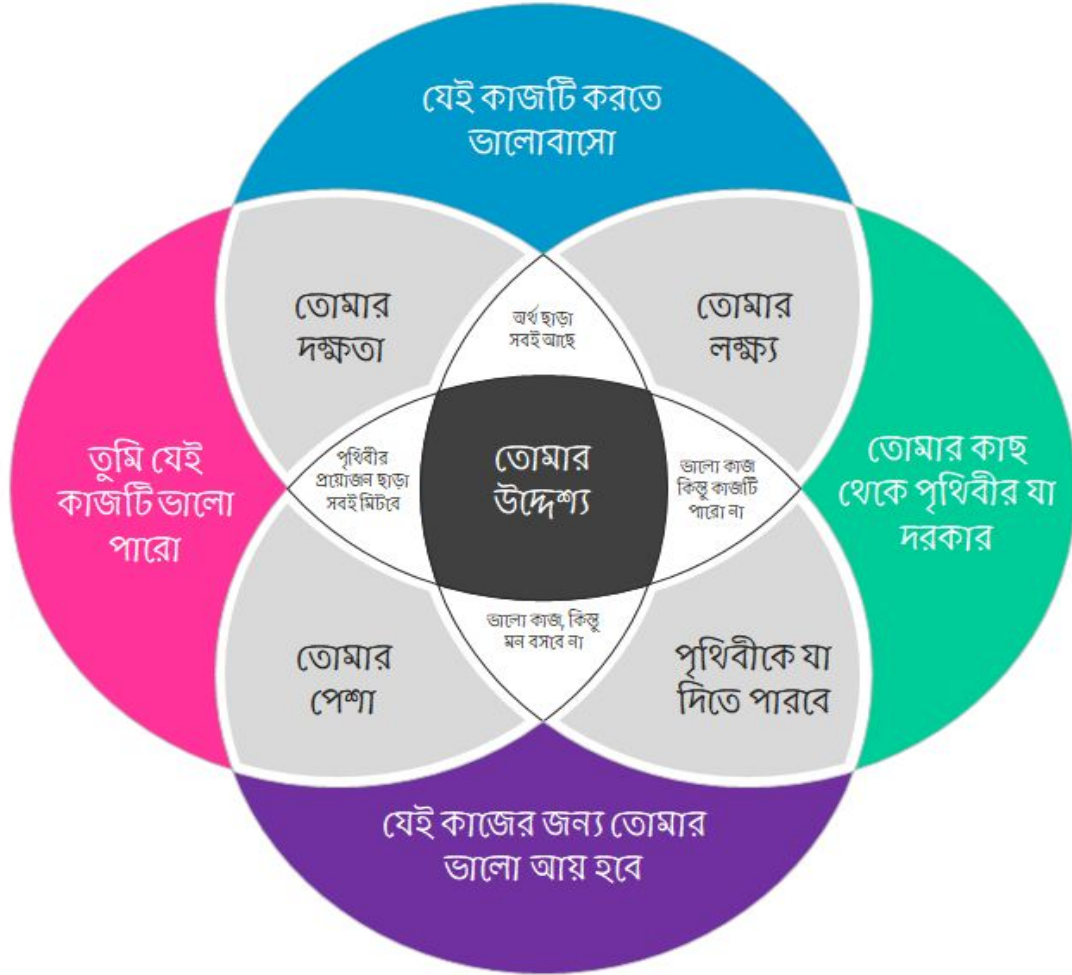 যেই কাজটি করতে
ভালোবাসো
তোমার
দক্ষতা
অর্থ ছাড়া
সবই আছে
তোমার
লক্ষ্য
তুমি যেই
কাজটি ভালো
পারো
পৃথিবীর
প্রয়োজন ছাড়া
সবই মিটবে
তোমার
উদ্দেশ্য
ভালো কাজ
কিন্তু কাজটি
পারো না
তোমার কাছ
থেকে পৃথিবীর যা
দরকার
তোমার
পেশা
ভালো কাজ, কিন্তু
মন বসবে না
পৃথিবীকে যা
দিতে পারবে
যেই কাজের জন্য তোমার
ভালো আয় হবে